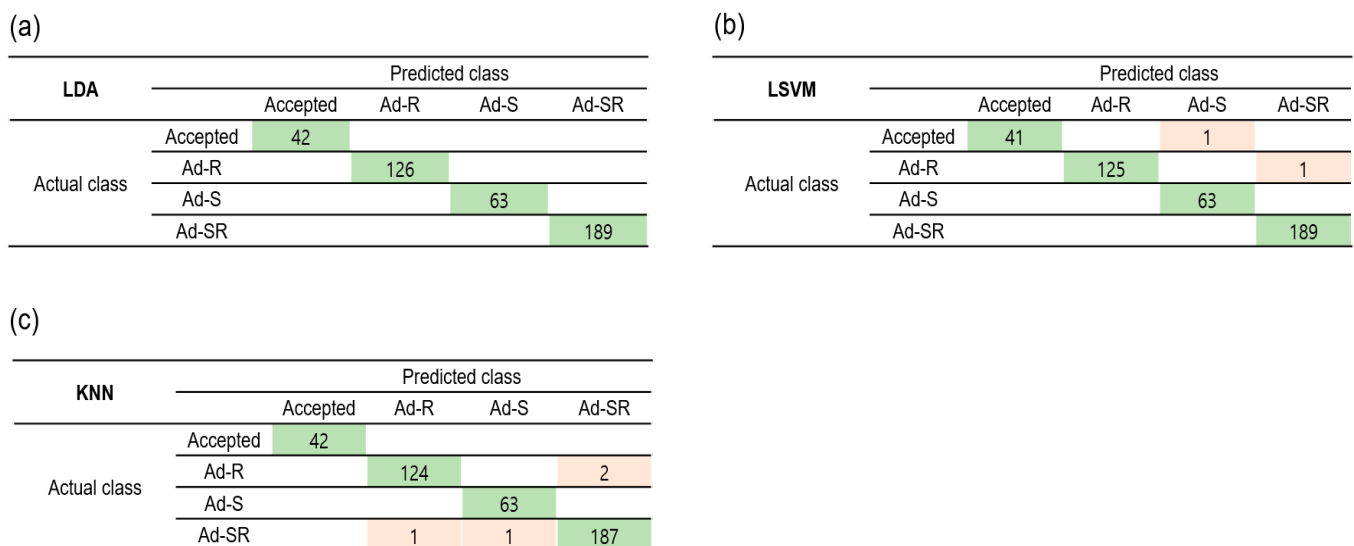 (a)
LDA
Predicted class
Accepted Ad-R Ad-S Ad-SR
Actual class
Accepted 42
Ad-R 126
Ad-S 63
Ad-SR 189
(b)
LSVM
Predicted class
Accepted Ad-R Ad-S Ad-SR
Actual class
Accepted 41 1
Ad-R 125 1
Ad-S 63
Ad-SR 189
(c)
KNN
Predicted class
Accepted Ad-R Ad-S Ad-SR
Actual class
Accepted 42
Ad-R 124 2
Ad-S 63
Ad-SR 1 1 187